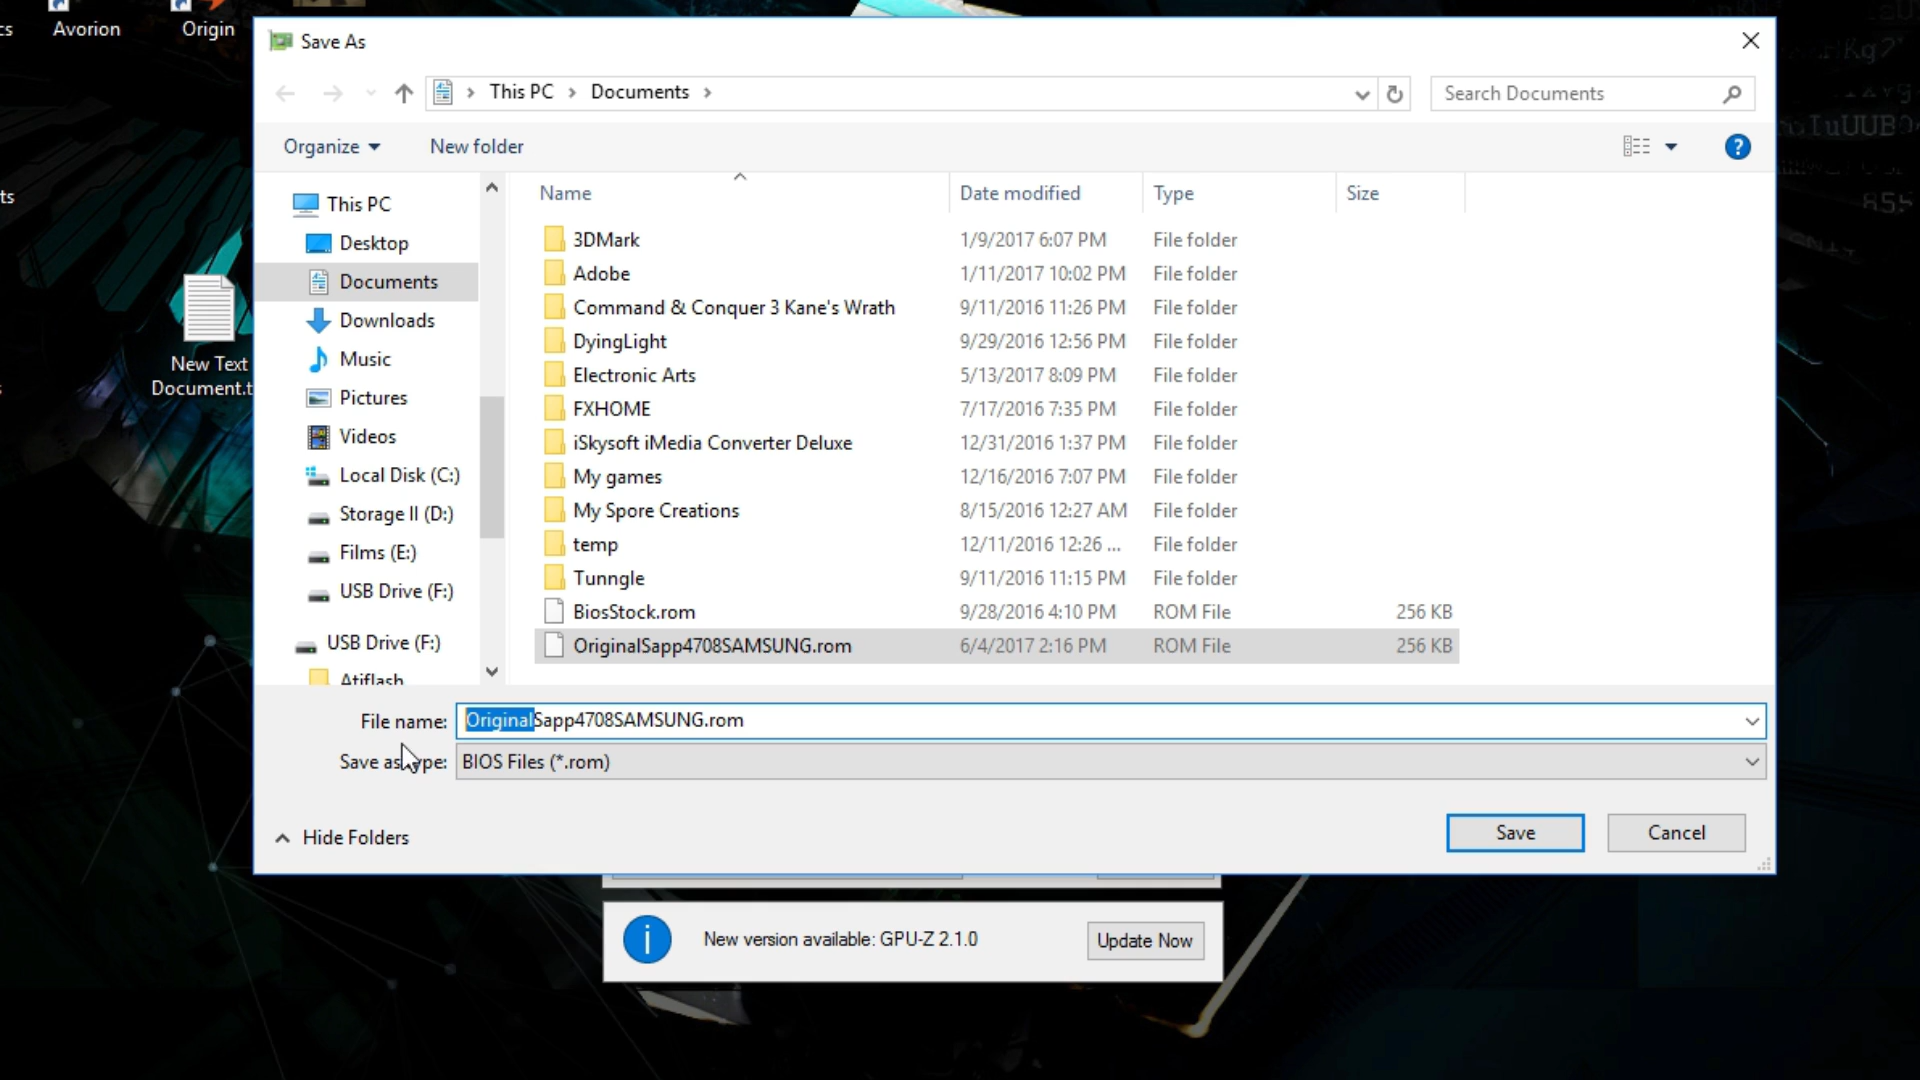 Avorion
Origin
ts
New Text
Document.t
Save As
This PC
Documents
Search Documents
Organize
New folder
?
Name
Date modified
Type
Size
This PC
Desktop
Documents
Downloads
Music
Pictures
Videos
Local Disk (C:)
Storage II (D:)
Films (E:)
USB Drive (F:)
USB Drive (F:)
Atiflash
3DMark 1/9/2017 6:07 PM File folder
Adobe 1/11/2017 10:02 PM File folder
Command & Conquer 3 Kane's Wrath 9/11/2016 11:26 PM File folder
DyingLight 9/29/2016 12:56 PM File folder
Electronic Arts 5/13/2017 8:09 PM File folder
FXHOME 7/17/2016 7:35 PM File folder
iSkysoft iMedia Converter Deluxe 12/31/2016 1:37 PM File folder
My games 12/16/2016 7:07 PM File folder
My Spore Creations 8/15/2016 12:27 AM File folder
temp 12/11/2016 12:26 ... File folder
Tunngle 9/11/2016 11:15 PM File folder
BiosStock.rom 9/28/2016 4:10 PM ROM File 256 KB
OriginalSapp4708SAMSUNG.rom 6/4/2017 2:16 PM ROM File 256 KB
File name: OriginalSapp4708SAMSUNG.rom
Save as type: BIOS Files (*.rom)
Hide Folders
Save
Cancel
New version available: GPU-Z 2.1.0
Update Now